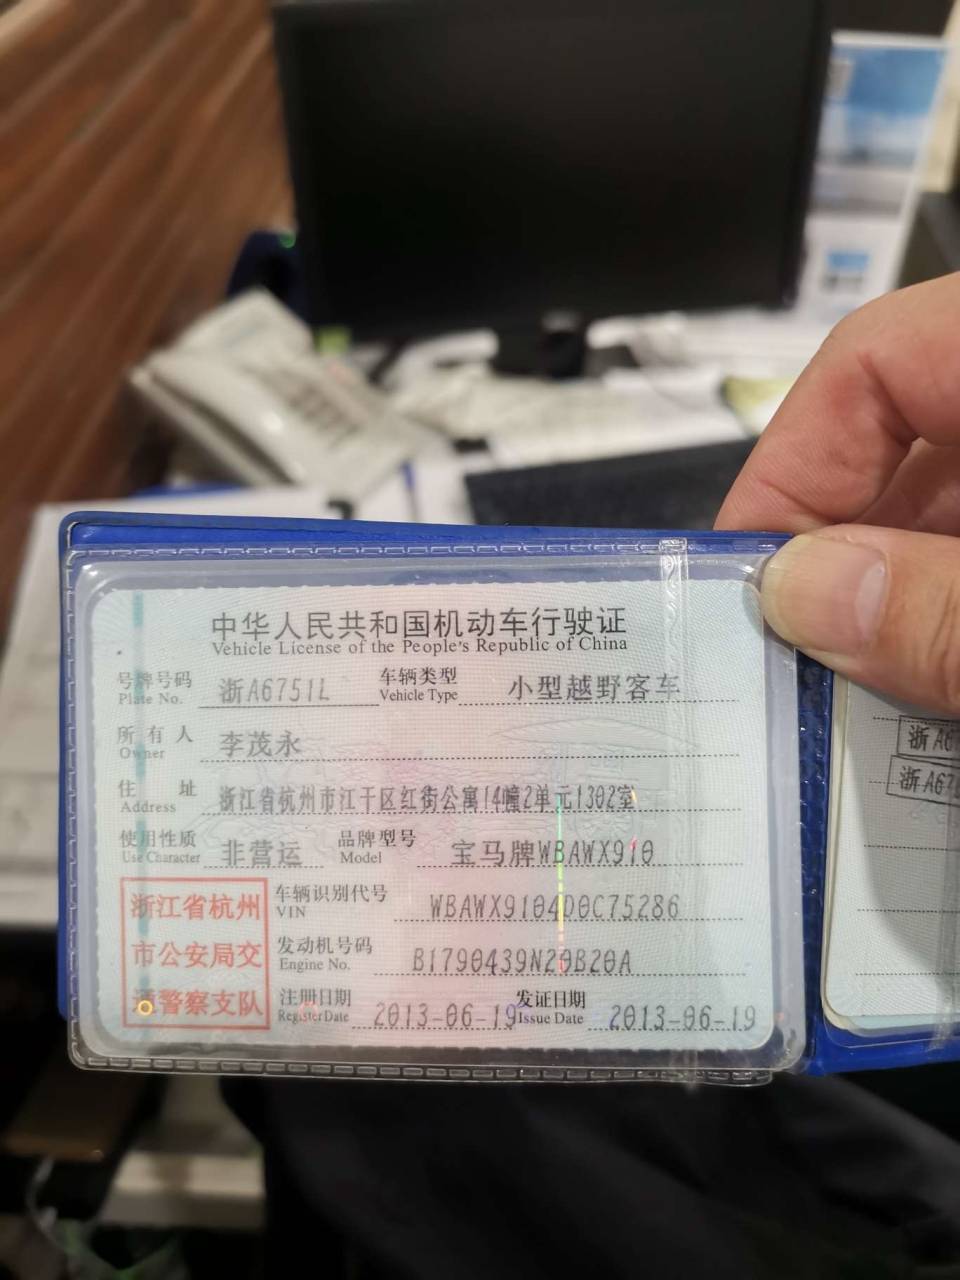 中华人民共和国机动车行驶证
Vehicle License of the People's Republic of China
号牌号码 浙A6751L 车辆类型 小型越野客车
Plate No. Vehicle Type
所有人 李茂永
Owner
住址 浙江省杭州市江干区红街公寓14幢2单元1302室
Address
使用性质 非营运 品牌型号 宝马牌WBAWX910
Use Character Model
浙江省杭州
市公安局交
通警察支队
车辆识别代号 WBAWX9104D0C75286
VIN
发动机号码 B1790439N20B20A
Engine No.
注册日期 2013-06-19 发证日期 2013-06-19
Register Date Issue Date
浙A67
浙A67